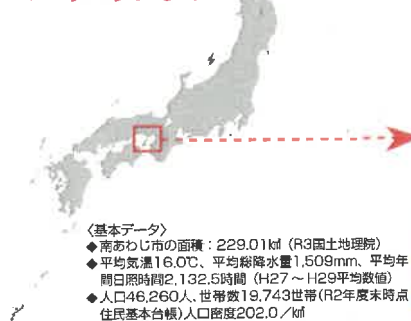 〈基本データ〉
◆南あわじ市の面積：229.01㎢（R3国土地理院）
◆平均気温16.0℃、平均総降水量1,509mm、平均年
間日照時間2,132.5時間（H27～H29平均数値）
◆人口46,260人、世帯数19,743世帯（R2年度末時点
住民基本台帳）人口密度202.0／㎢